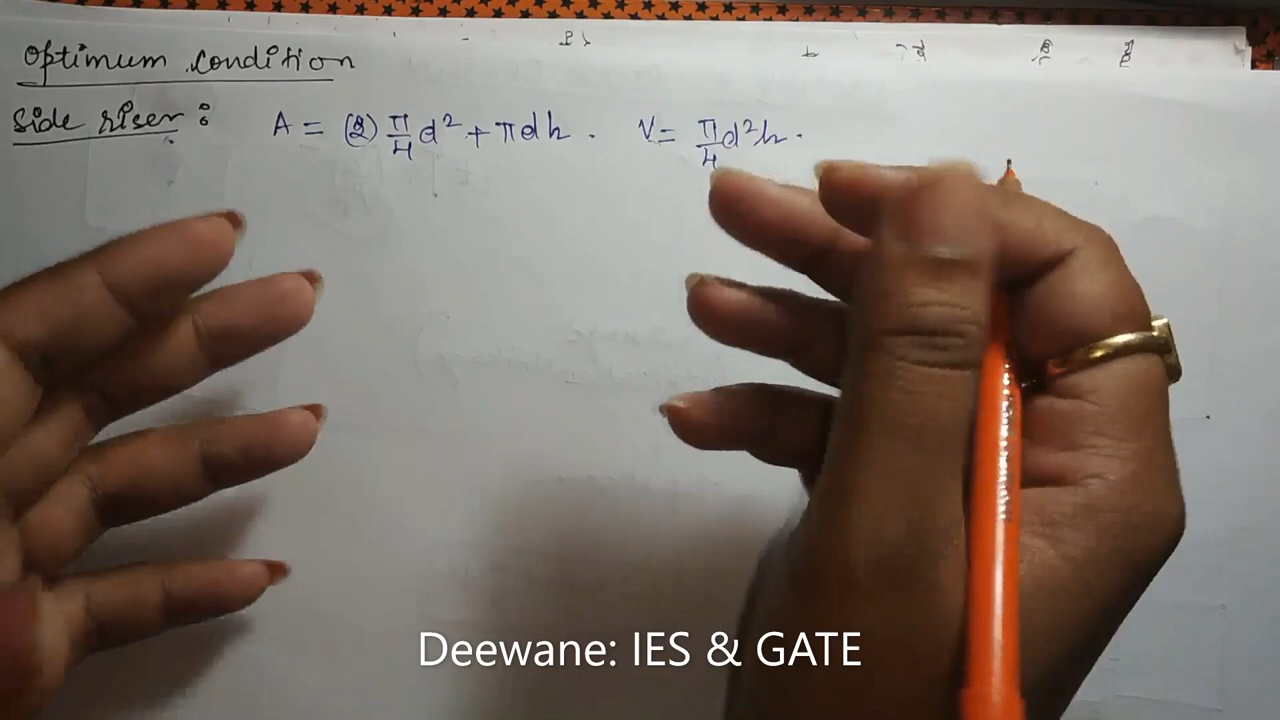 Optimum condition
Side riser: A = (2) π/4 d² + πdh. V = π/4 d²h.
Deewane: IES & GATE